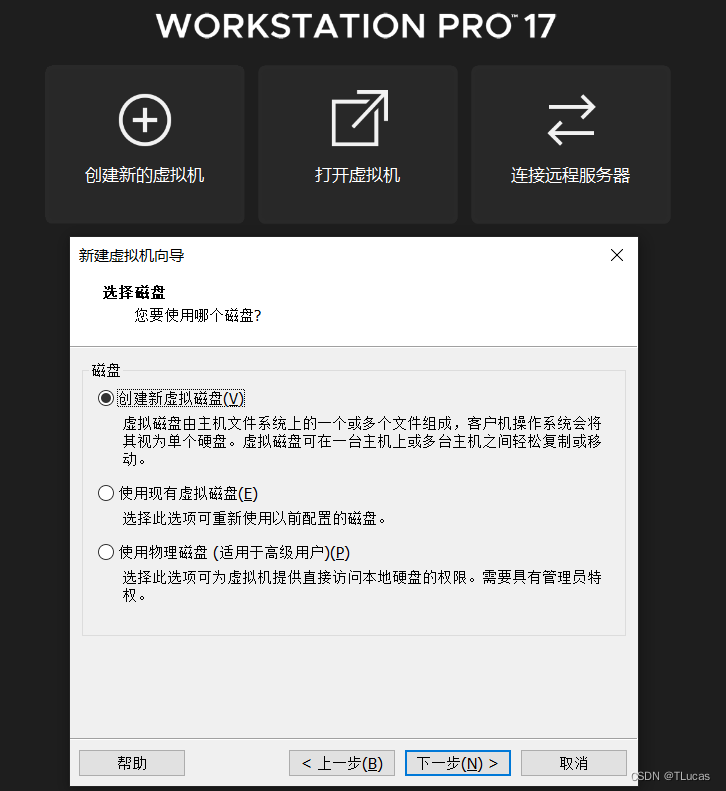 WORKSTATION PRO™ 17
创建新的虚拟机
打开虚拟机
连接远程服务器
新建虚拟机向导
选择磁盘
您要使用哪个磁盘?
磁盘
创建新虚拟磁盘(V)
虚拟磁盘由主机文件系统上的一个或多个文件组成，客户机操作系统会将
其视为单个硬盘。虚拟磁盘可在一台主机上或多台主机之间轻松复制或移
动。
使用现有虚拟磁盘(E)
选择此选项可重新使用以前配置的磁盘。
使用物理磁盘 (适用于高级用户)(P)
选择此选项可为虚拟机提供直接访问本地硬盘的权限。需要具有管理员特
权。
帮助
< 上一步(B)
下一步(N) >
取消
CSDN @TLucas